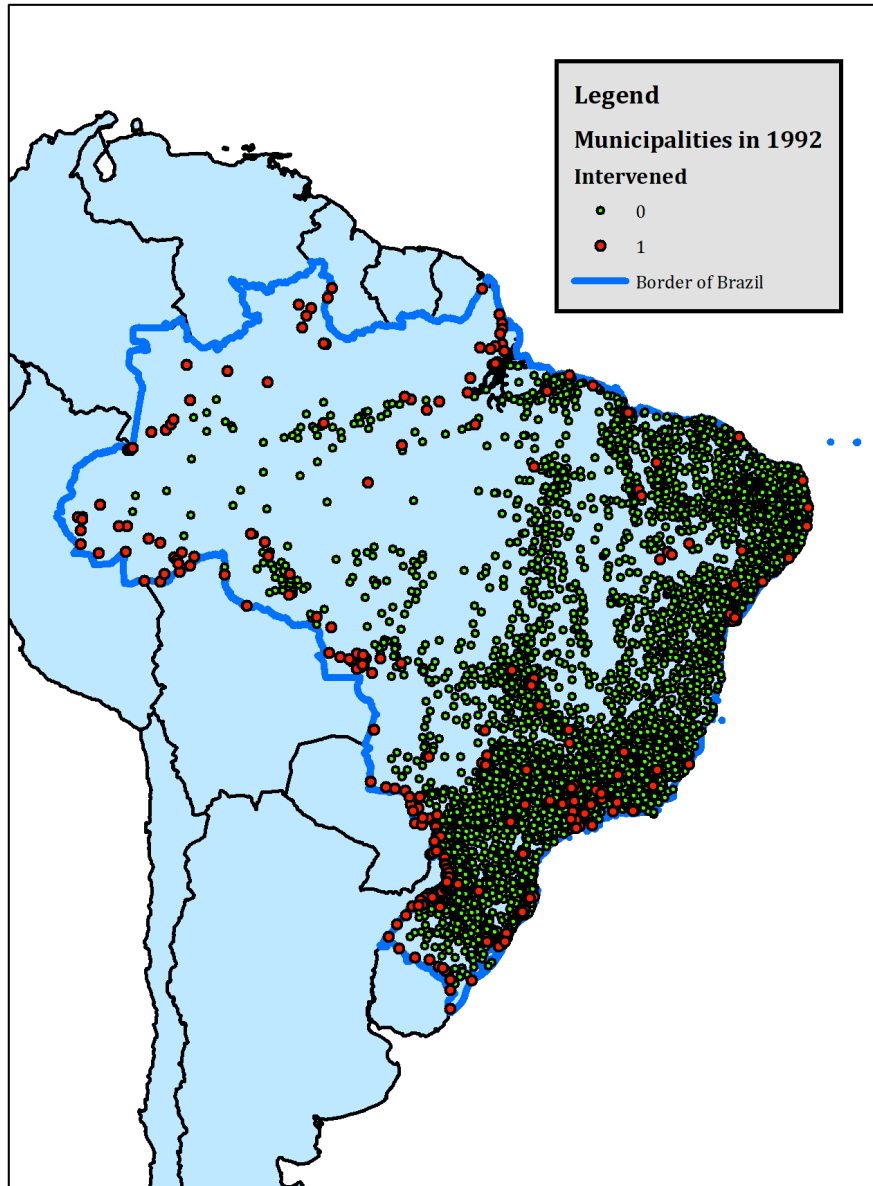 Legend
Municipalities in 1992
Intervened
0
1
Border of Brazil